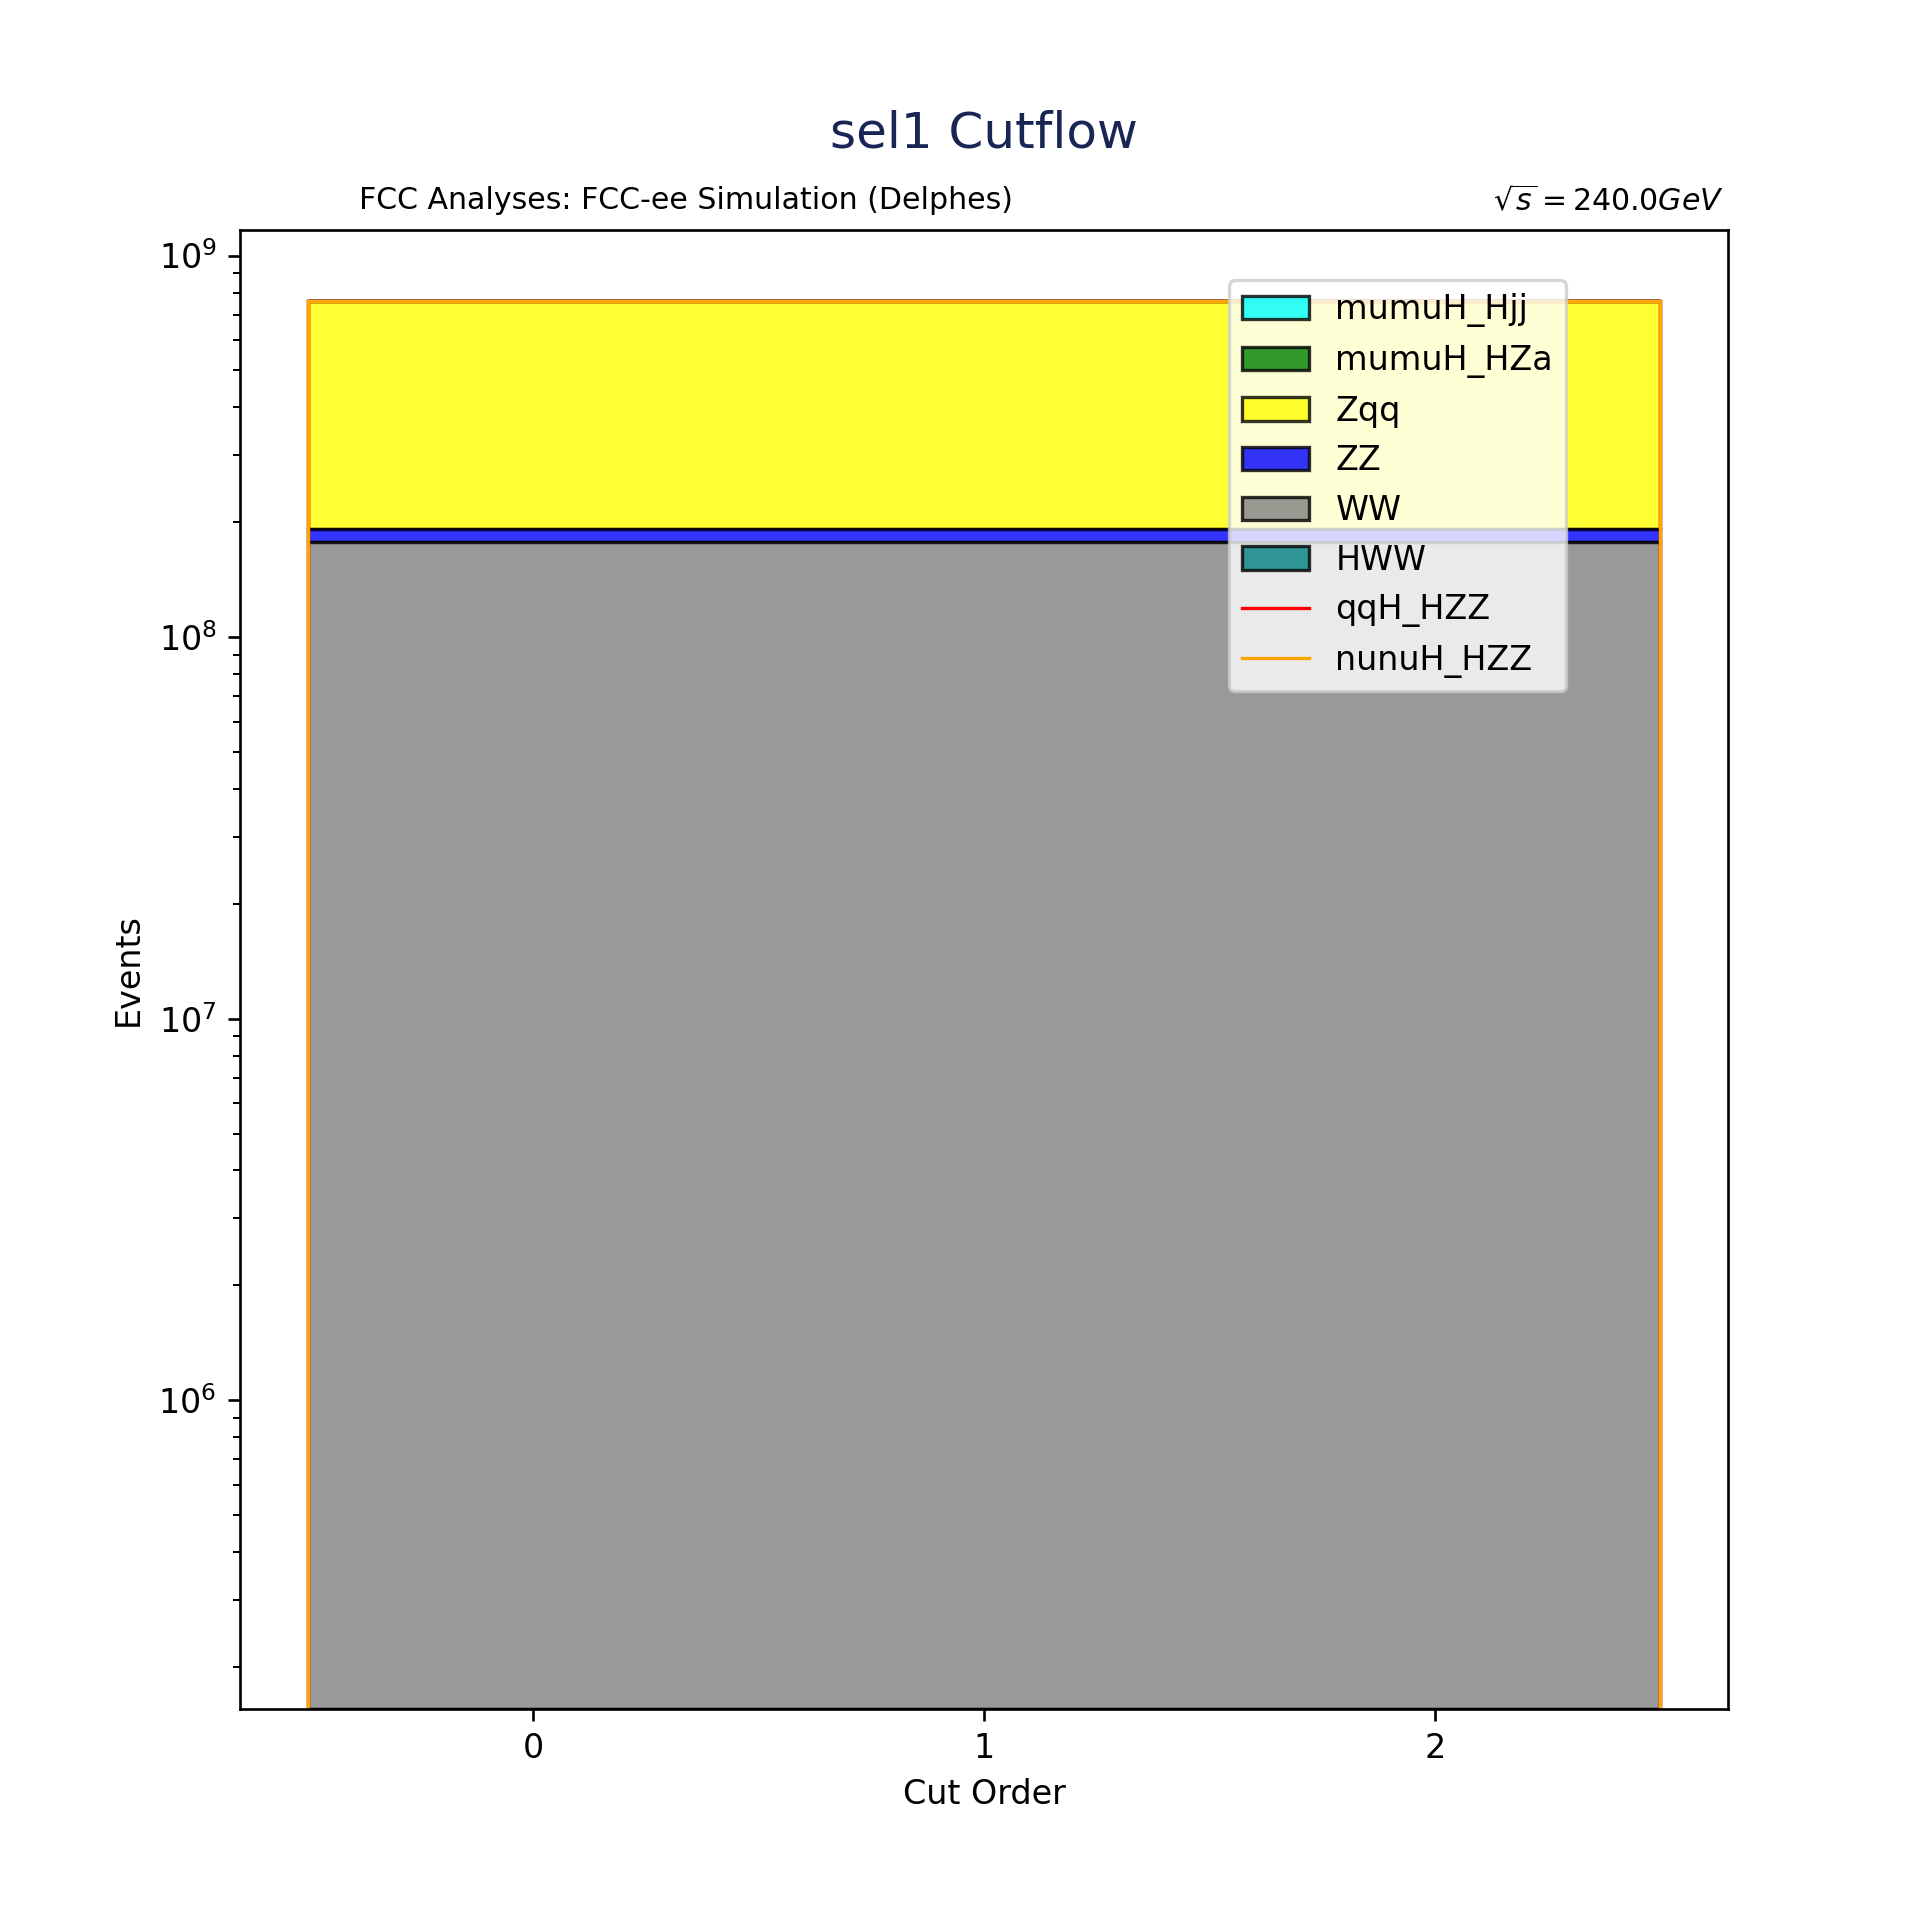 sel1 Cutflow
FCC Analyses: FCC-ee Simulation (Delphes)
√s = 240.0GeV
10⁹
10⁸
10⁷
10⁶
Events
mumuH_Hjj
mumuH_HZa
Zqq
ZZ
WW
HWW
qqH_HZZ
nunuH_HZZ
0 1 2
Cut Order